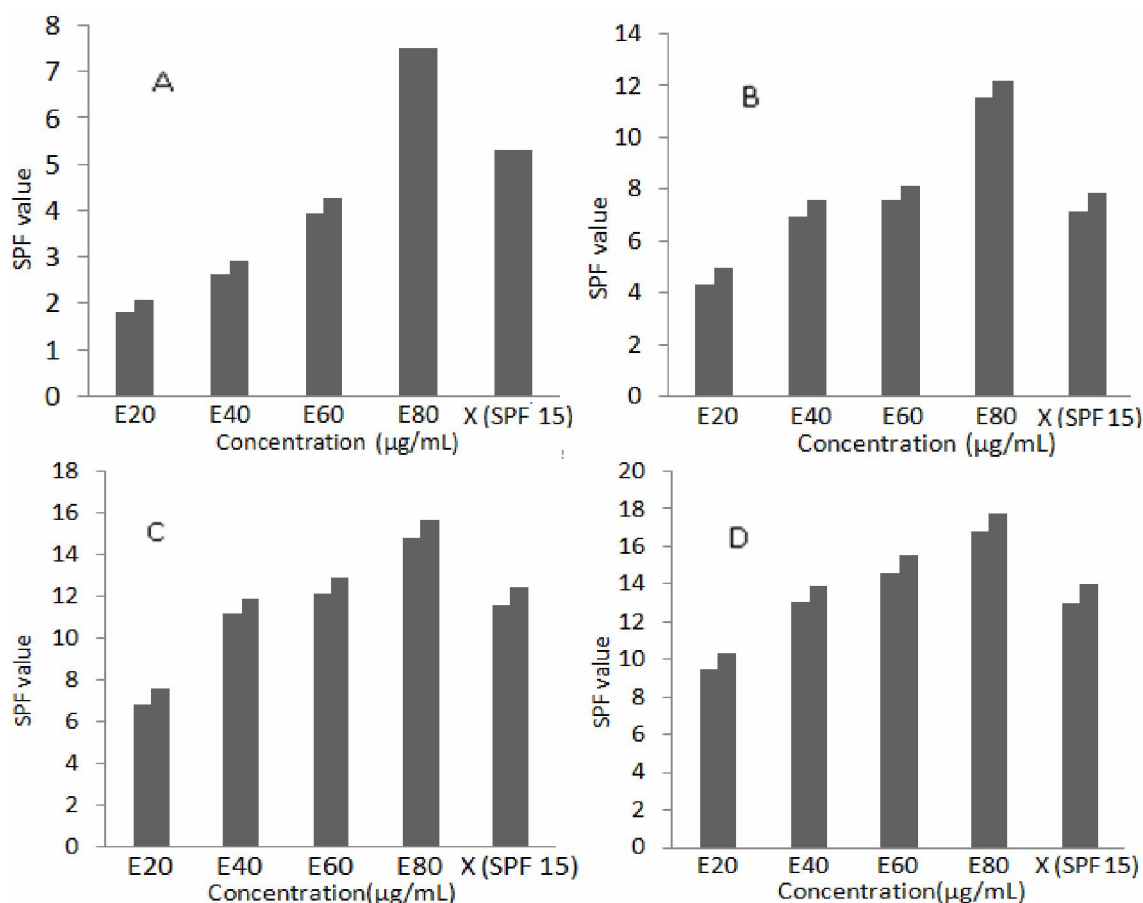 8
7
6
5
4
3
2
1
0
SPF value
A
E20 E40 E60 E80 X (SPF 15)
Concentration (µg/mL)
14
12
10
8
6
4
2
0
SPF value
B
E20 E40 E60 E80 X (SPF 15)
Concentration (µg/mL)
18
16
14
12
10
8
6
4
2
0
SPF value
C
E20 E40 E60 E80 X (SPF 15)
Concentration(µg/mL)
20
18
16
14
12
10
8
6
4
2
0
SPF value
D
E20 E40 E60 E80 X (SPF 15)
Concentration(µg/mL)